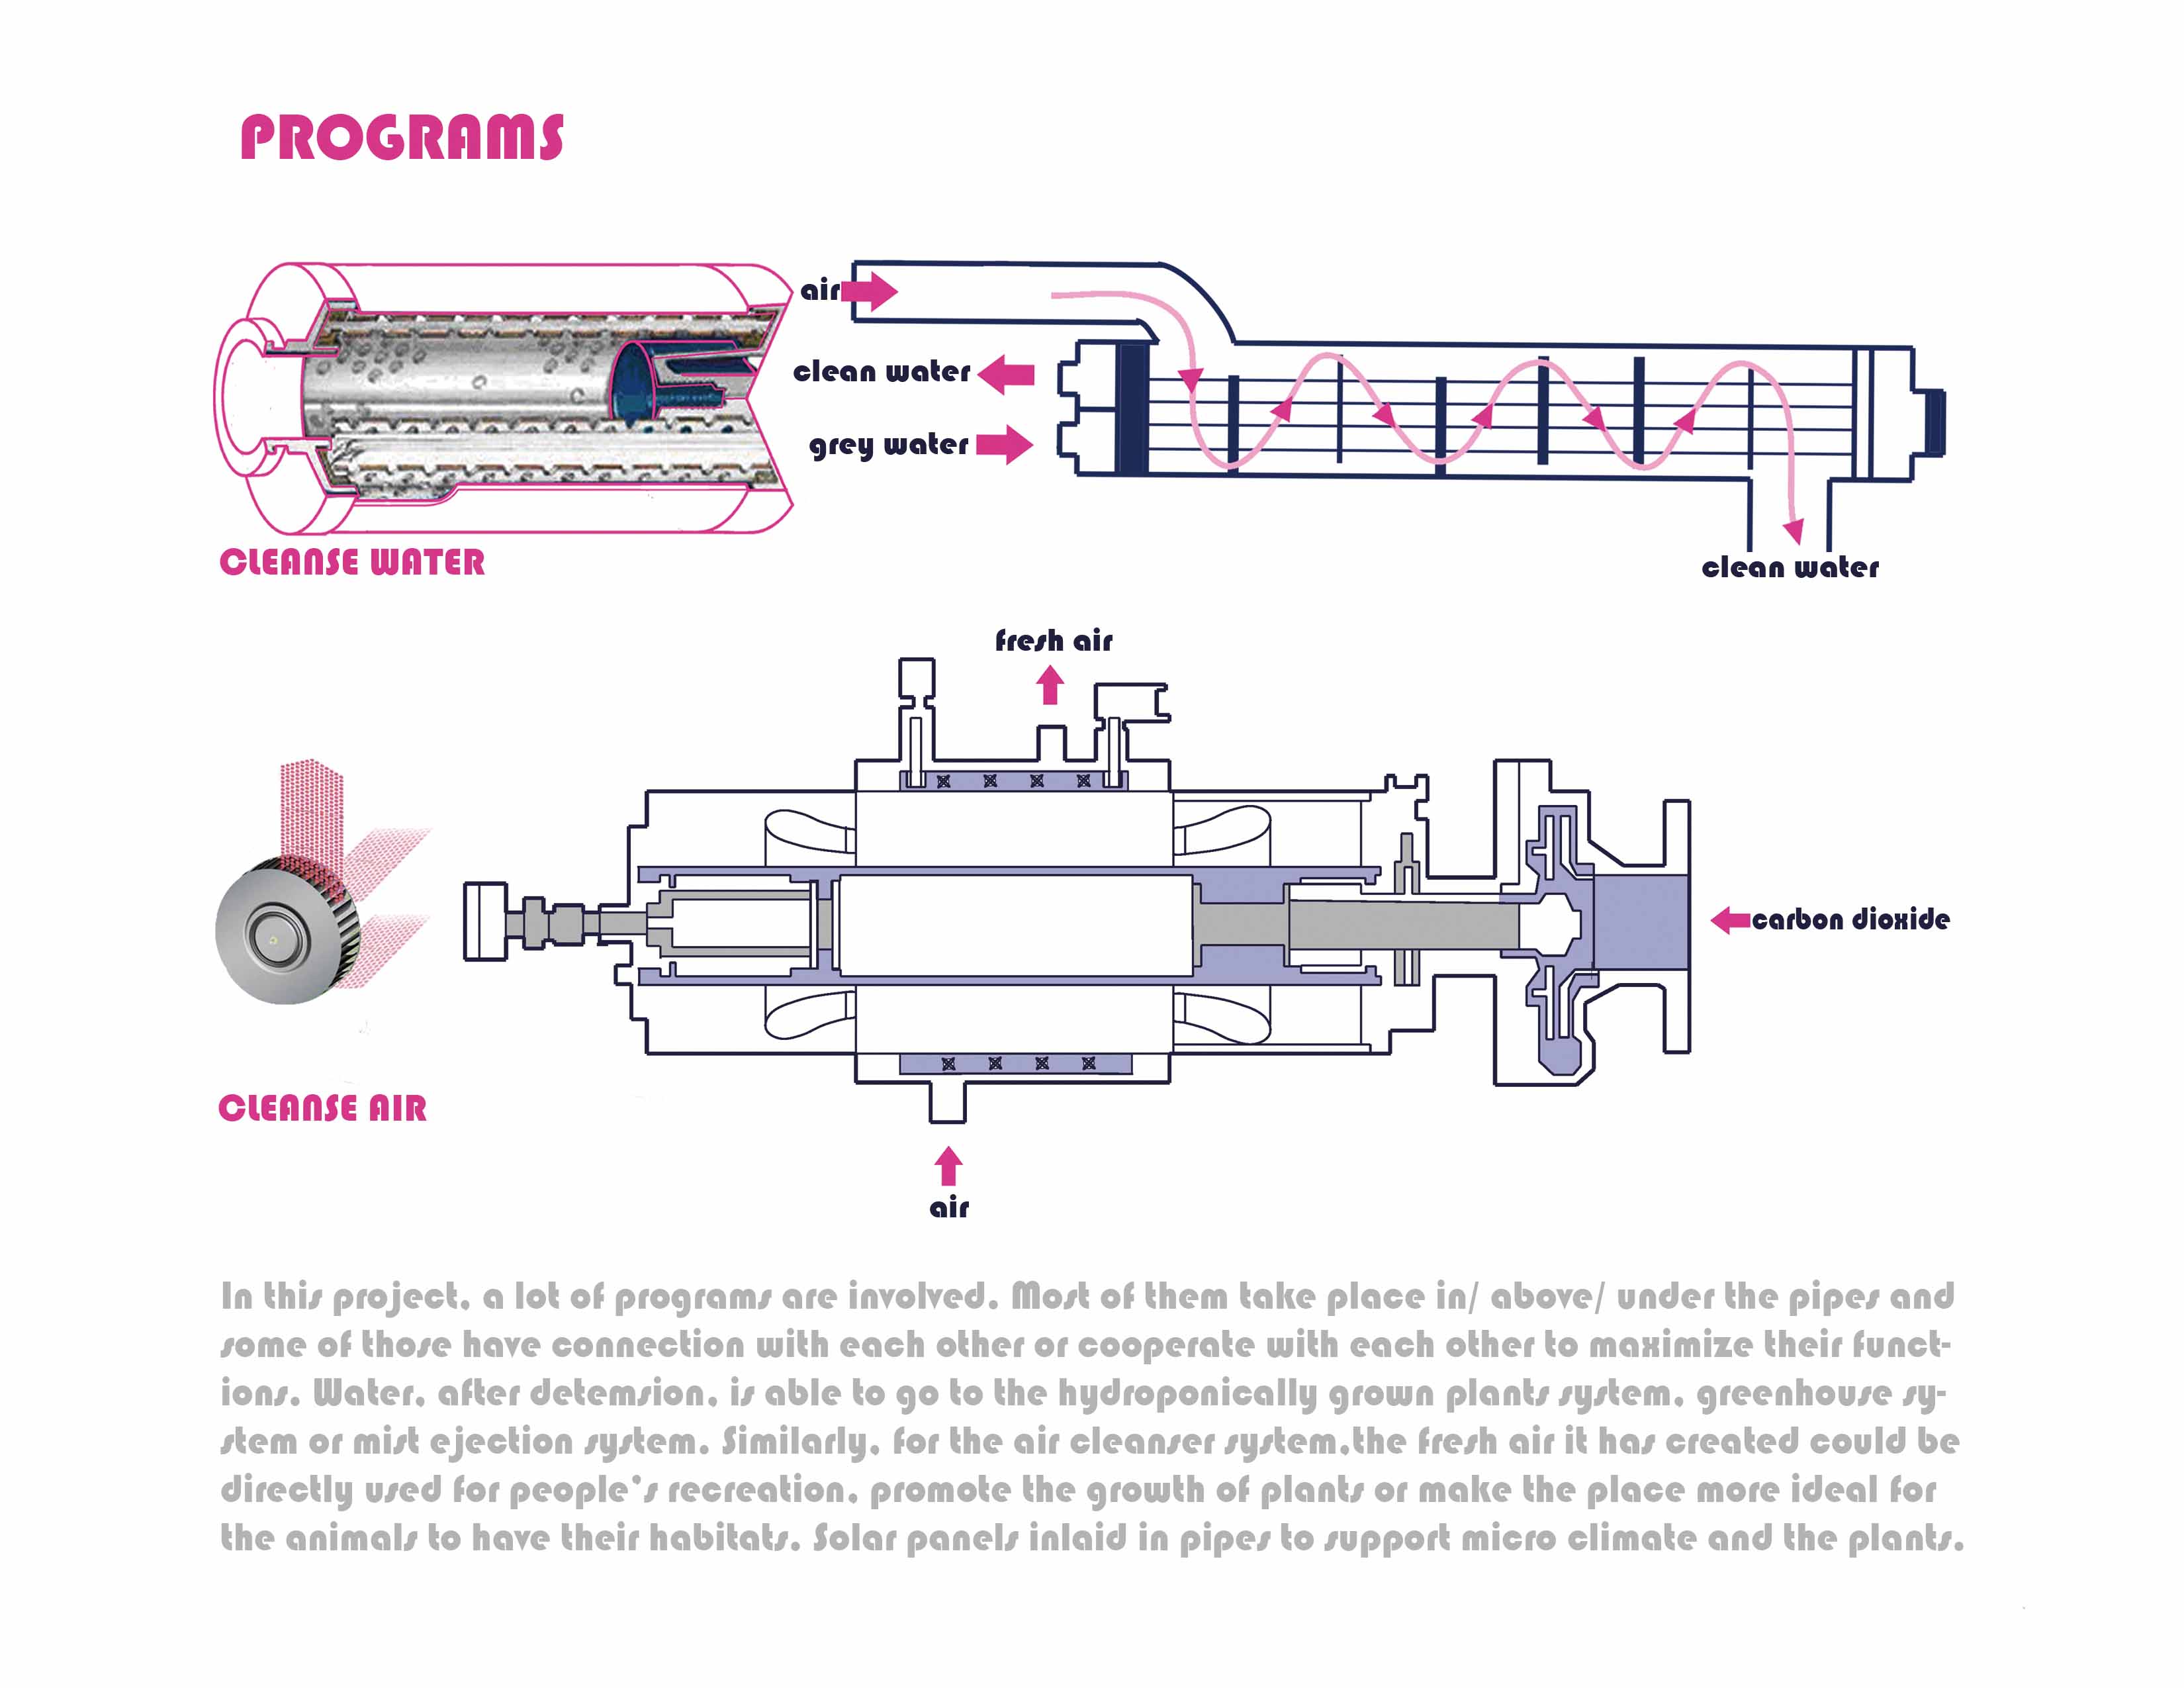 PROGRAMS
air
clean water
grey water
CLEANSE WATER
clean water
fresh air
carbon dioxide
CLEANSE AIR
air
In this project, a lot of programs are involved. Most of them take place in/ above/ under the pipes and
some of those have connection with each other or cooperate with each other to maximize their funct-
ions. Water, after detemsion, is able to go to the hydroponically grown plants system, greenhouse sy-
stem or mist ejection system. Similarly, for the air cleanser system,the fresh air it has created could be
directly used for people's recreation, promote the growth of plants or make the place more ideal for
the animals to have their habitats. Solar panels inlaid in pipes to support micro climate and the plants.